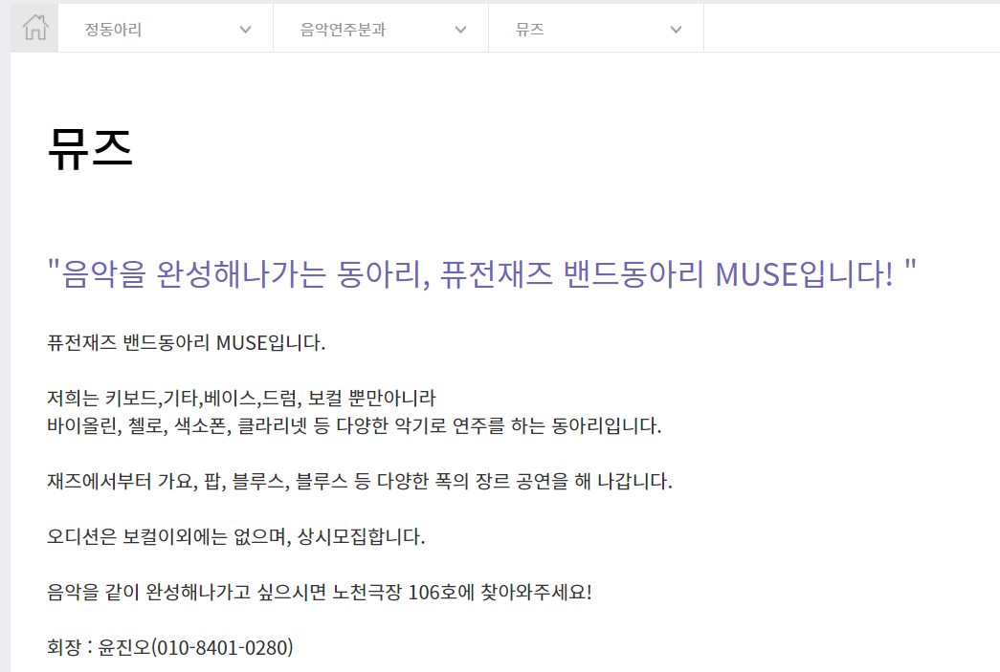 정동아리
음악연주분과
뮤즈
뮤즈
"음악을 완성해나가는 동아리, 퓨전재즈 밴드동아리 MUSE입니다! "
퓨전재즈 밴드동아리 MUSE입니다.
저희는 키보드,기타,베이스,드럼, 보컬 뿐만아니라
바이올린, 첼로, 색소폰, 클라리넷 등 다양한 악기로 연주를 하는 동아리입니다.
재즈에서부터 가요, 팝, 블루스, 블루스 등 다양한 폭의 장르 공연을 해 나갑니다.
오디션은 보컬이외에는 없으며, 상시모집합니다.
음악을 같이 완성해나가고 싶으시면 노천극장 106호에 찾아와주세요!
회장 : 윤진오(010-8401-0280)